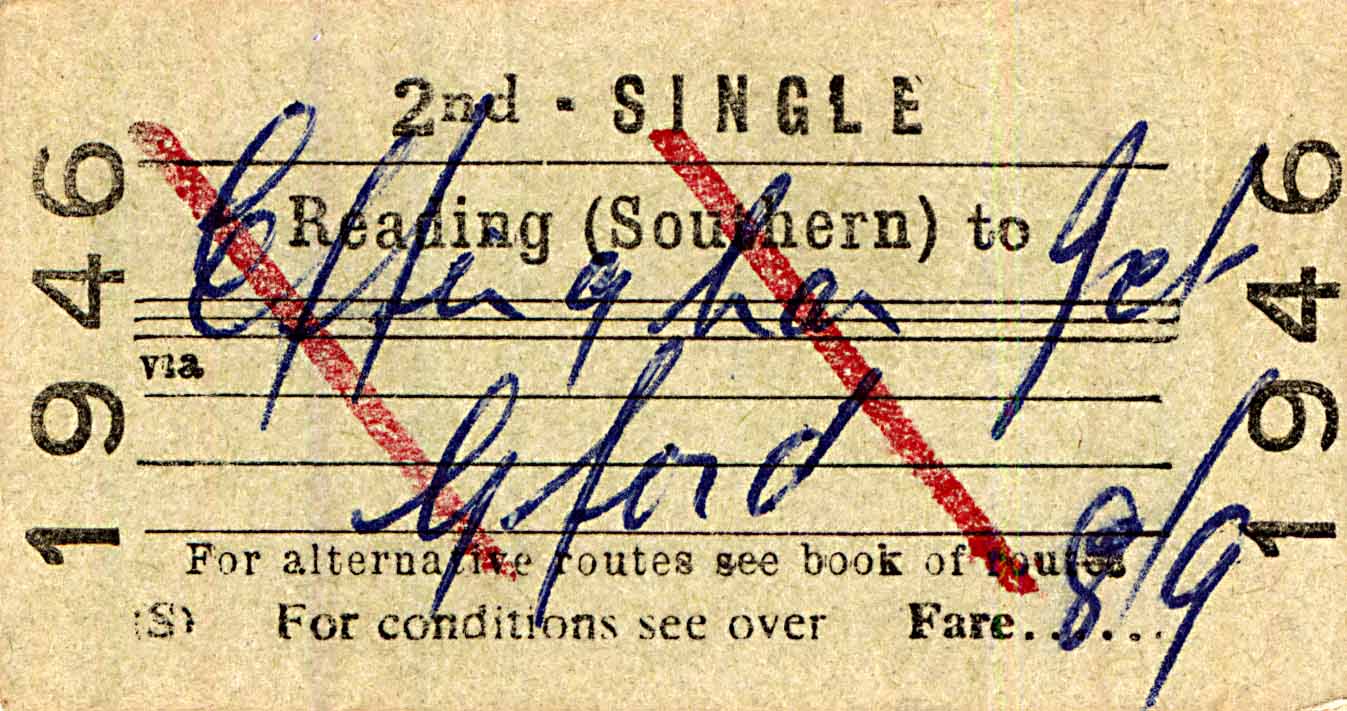 2nd - SINGLE
Reading (Southern) to
Effingham Jct
via
Gford
For alternative routes see book of routes
(S) For conditions see over Fare...... 8/9
1946
1946